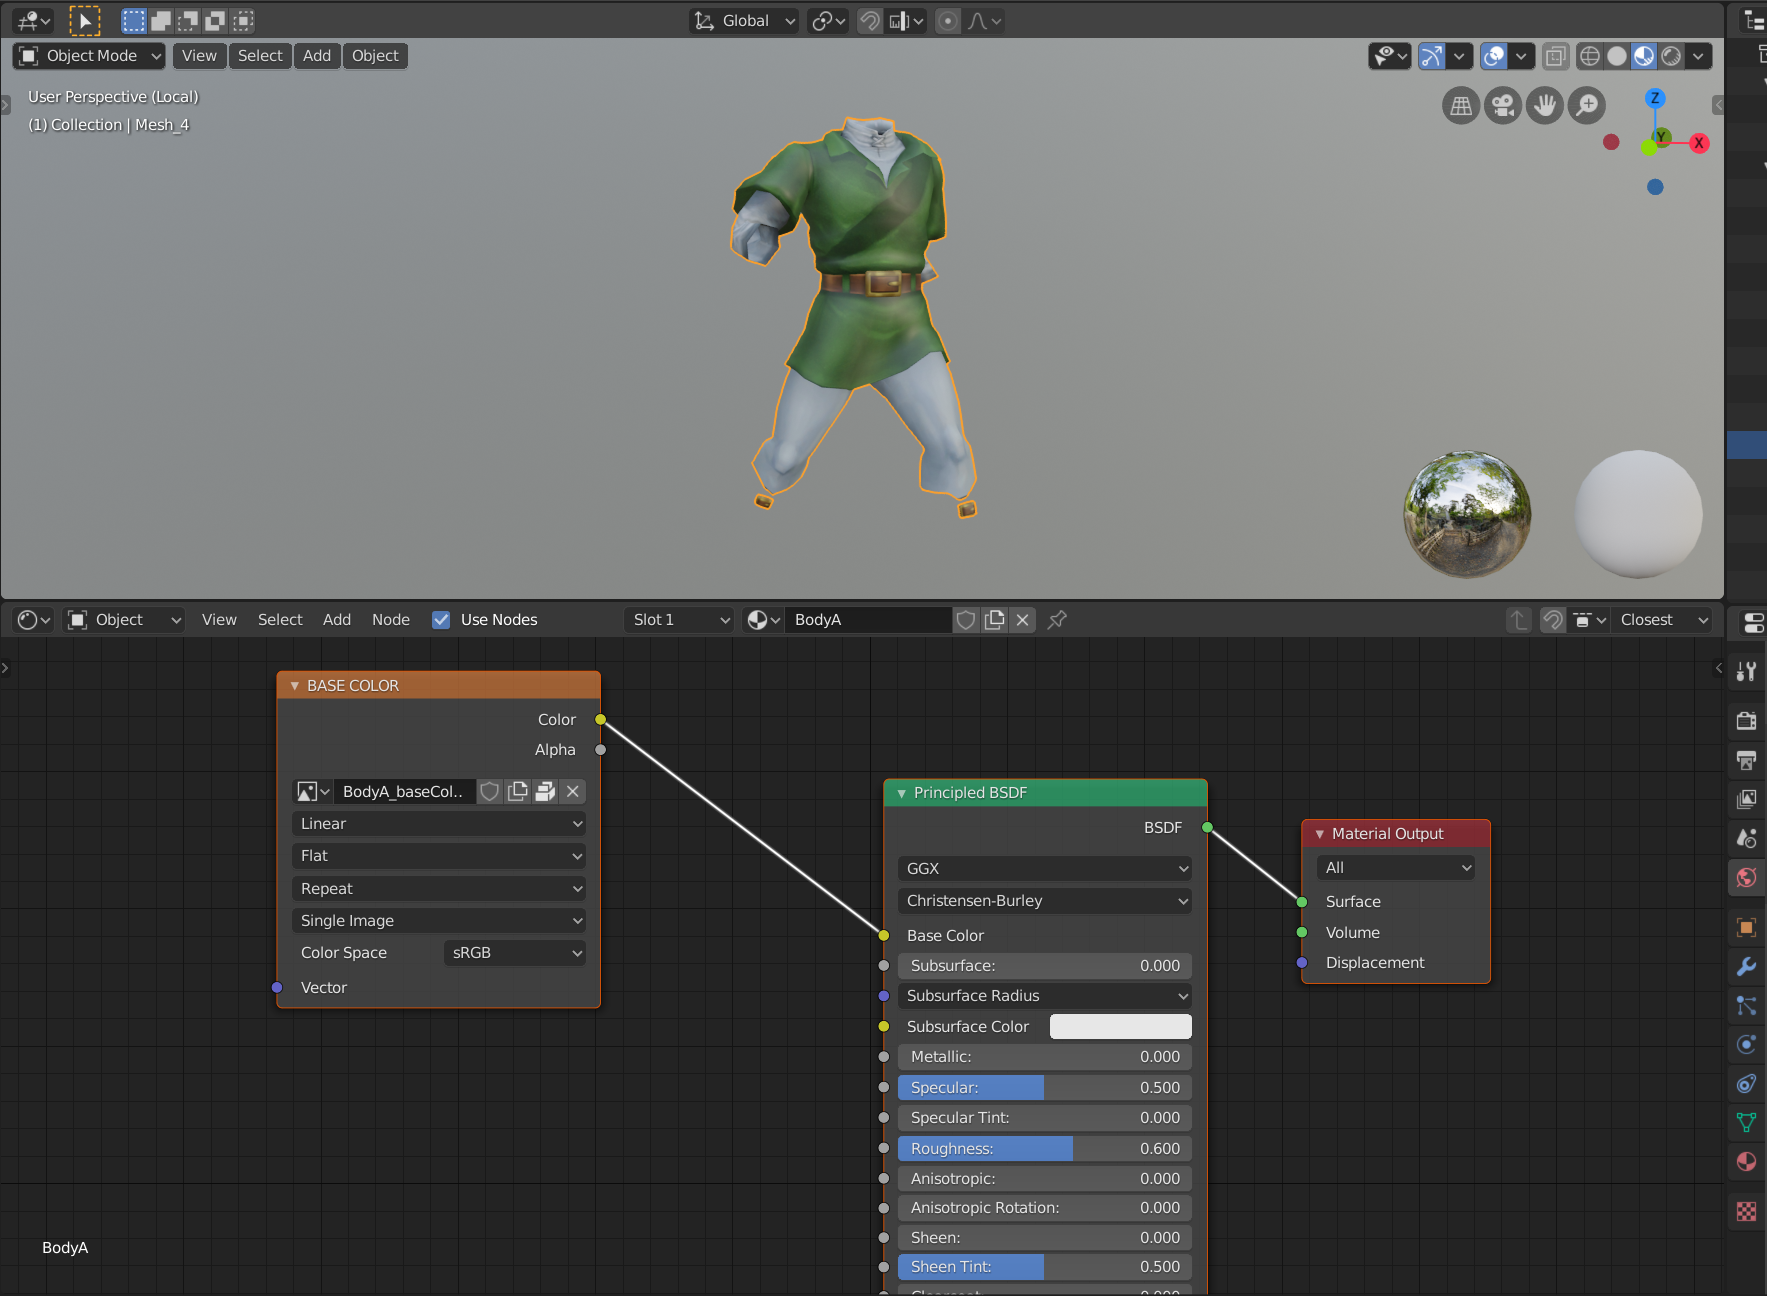 Global
Object Mode View Select Add Object
User Perspective (Local)
(1) Collection | Mesh_4
Z
Y
X
Object View Select Add Node Use Nodes Slot 1 BodyA Closest
BASE COLOR
Color
Alpha
BodyA_baseCol..
Linear
Flat
Repeat
Single Image
Color Space sRGB
Vector
Principled BSDF
BSDF
GGX
Christensen-Burley
Base Color
Subsurface: 0.000
Subsurface Radius
Subsurface Color
Metallic: 0.000
Specular: 0.500
Specular Tint: 0.000
Roughness: 0.600
Anisotropic: 0.000
Anisotropic Rotation: 0.000
Sheen: 0.000
Sheen Tint: 0.500
Material Output
All
Surface
Volume
Displacement
BodyA